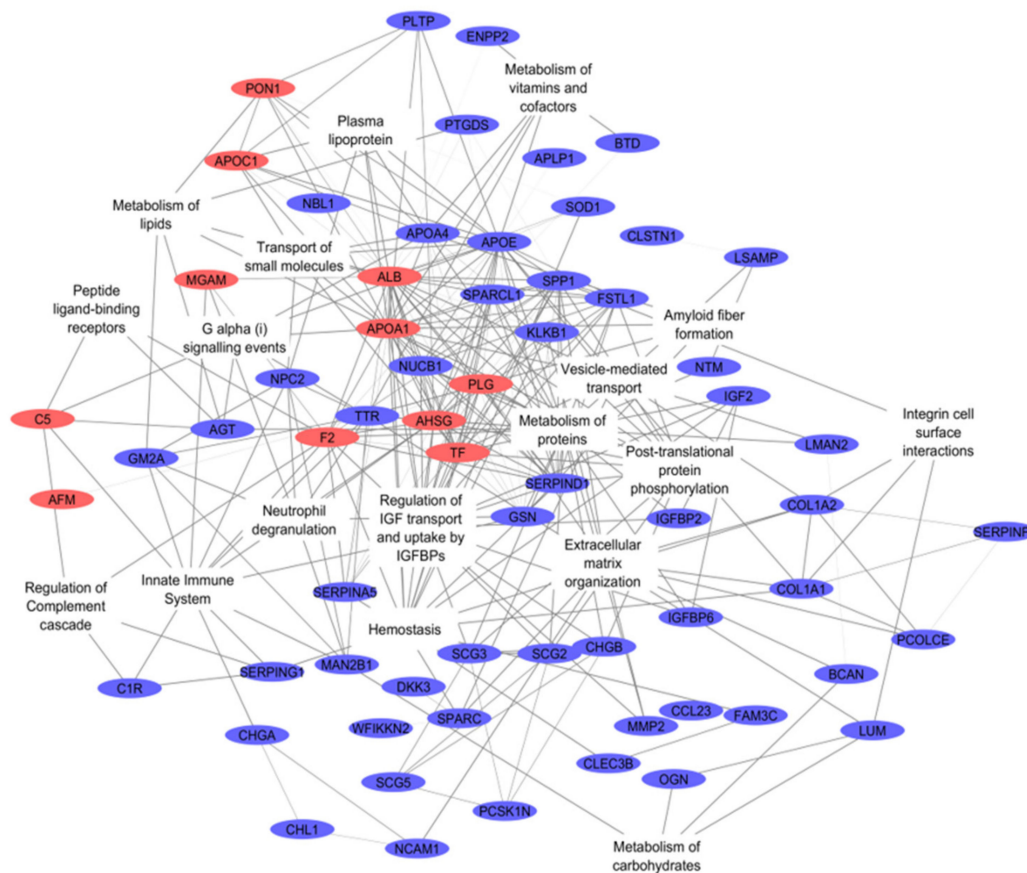 PLTP
ENPP2
Metabolism of
vitamins and
cofactors
PON1
Plasma
lipoprotein
PTGDS
BTD
APOC1
APLP1
Metabolism of
lipids
NBL1
SOD1
APOA4
APOE
CLSTN1
LSAMP
Transport of
small molecules
MGAM
ALB
SPP1
SPARCL1
FSTL1
Peptide
ligand-binding
receptors
G alpha (i)
signalling events
APOA1
KLKB1
Amyloid fiber
formation
NUCB1
NPC2
PLG
Vesicle-mediated
transport
NTM
IGF2
C5
AGT
TTR
AHSG
F2
Metabolism of
proteins
Integrin cell
surface
interactions
GM2A
TF
LMAN2
Post-translational
protein
phosphorylation
AFM
SERPIND1
Neutrophil
degranulation
Regulation of
IGF transport
and uptake by
IGFBPs
GSN
IGFBP2
COL1A2
SERPINF
Extracellular
matrix
organization
Regulation of
Complement
cascade
Innate Immune
System
SERPINA5
COL1A1
IGFBP6
Hemostasis
PCOLCE
SCG3
SCG2
CHGB
SERPING1
MAN2B1
BCAN
C1R
DKK3
CCL23
FAM3C
SPARC
MMP2
WFIKKN2
CHGA
LUM
CLEC3B
SCG5
OGN
PCSK1N
CHL1
NCAM1
Metabolism of
carbohydrates